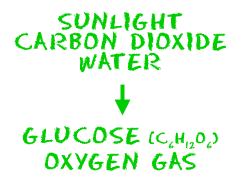 SUNLIGHT
CARBON DIOXIDE
WATER
GLUCOSE (C₆H₁₂O₆)
OXYGEN GAS